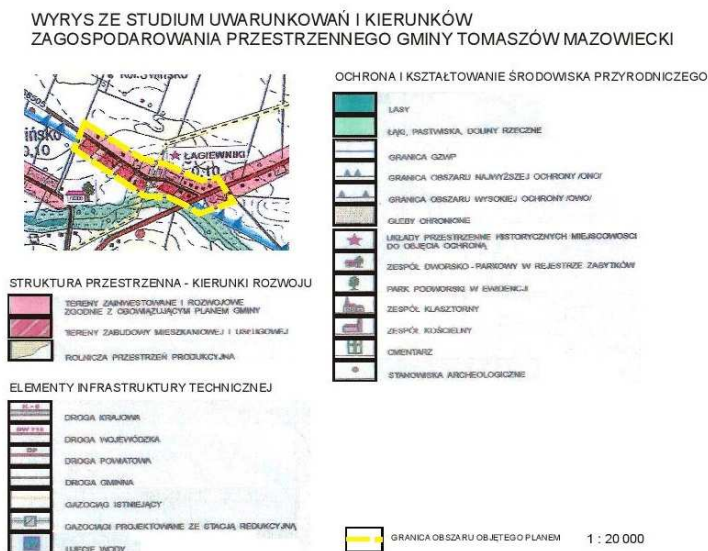 WYRYS ZE STUDIUM UWARUNKOWAŃ I KIERUNKÓW
ZAGOSPODAROWANIA PRZESTRZENNEGO GMINY TOMASZÓW MAZOWIECKI
ŁAGIEWNIKI
STRUKTURA PRZESTRZENNA - KIERUNKI ROZWOJU
TERENY ZAINWESTOWANE I ROZWOJOWE
ZGODNIE Z OBOWIĄZUJĄCYM PLANEM GMINY
TERENY ZABUDOWY MIESZKANIOWEJ I USŁUGOWEJ
ROLNICZA PRZESTRZEŃ PRODUKCYJNA
ELEMENTY INFRASTRUKTURY TECHNICZNEJ
DROGA KRAJOWA
DROGA WOJEWÓDZKA
DP
DROGA POWIATOWA
DROGA GMINNA
GAZOCIĄG ISTNIEJĄCY
GAZOCIĄGI PROJEKTOWANE ZE STACJĄ REDUKCYJNĄ
UJĘCIE WODY
OCHRONA I KSZTAŁTOWANIE ŚRODOWISKA PRZYRODNICZEGO
LASY
ŁĄKI, PASTWISKA, DOLINY RZECZNE
GRANICA GZWP
GRANICA OBSZARU NAJWYŻSZEJ OCHRONY /ONO/
GRANICA OBSZARU WYSOKIEJ OCHRONY /OWO/
GLEBY CHRONIONE
UKŁADY PRZESTRZENNE HISTORYCZNYCH MIEJSCOWOŚCI
DO OBJĘCIA OCHRONĄ
ZESPÓŁ DWORSKO - PARKOWY W REJESTRZE ZABYTKÓW
PARK PODWORSKI W EWIDENCJI
ZESPÓŁ KLASZTORNY
ZESPÓŁ KOŚCIELNY
CMENTARZ
STANOWISKA ARCHEOLOGICZNE
GRANICA OBSZARU OBJĘTEGO PLANEM 1 : 20 000